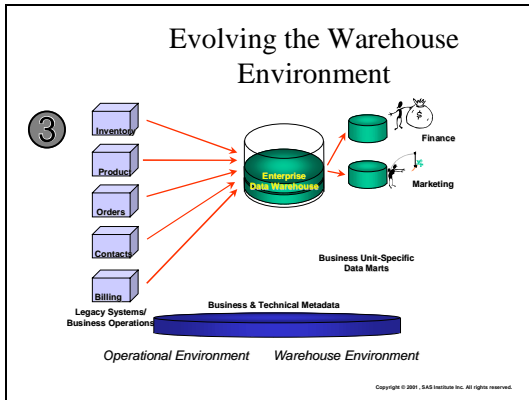 Evolving the Warehouse
Environment
3
Inventory
Product
Orders
Contacts
Billing
Legacy Systems/
Business Operations
Enterprise
Data Warehouse
$
Finance
Marketing
Business Unit-Specific
Data Marts
Business & Technical Metadata
Operational Environment
Warehouse Environment
Copyright © 2001, SAS Institute Inc. All rights reserved.